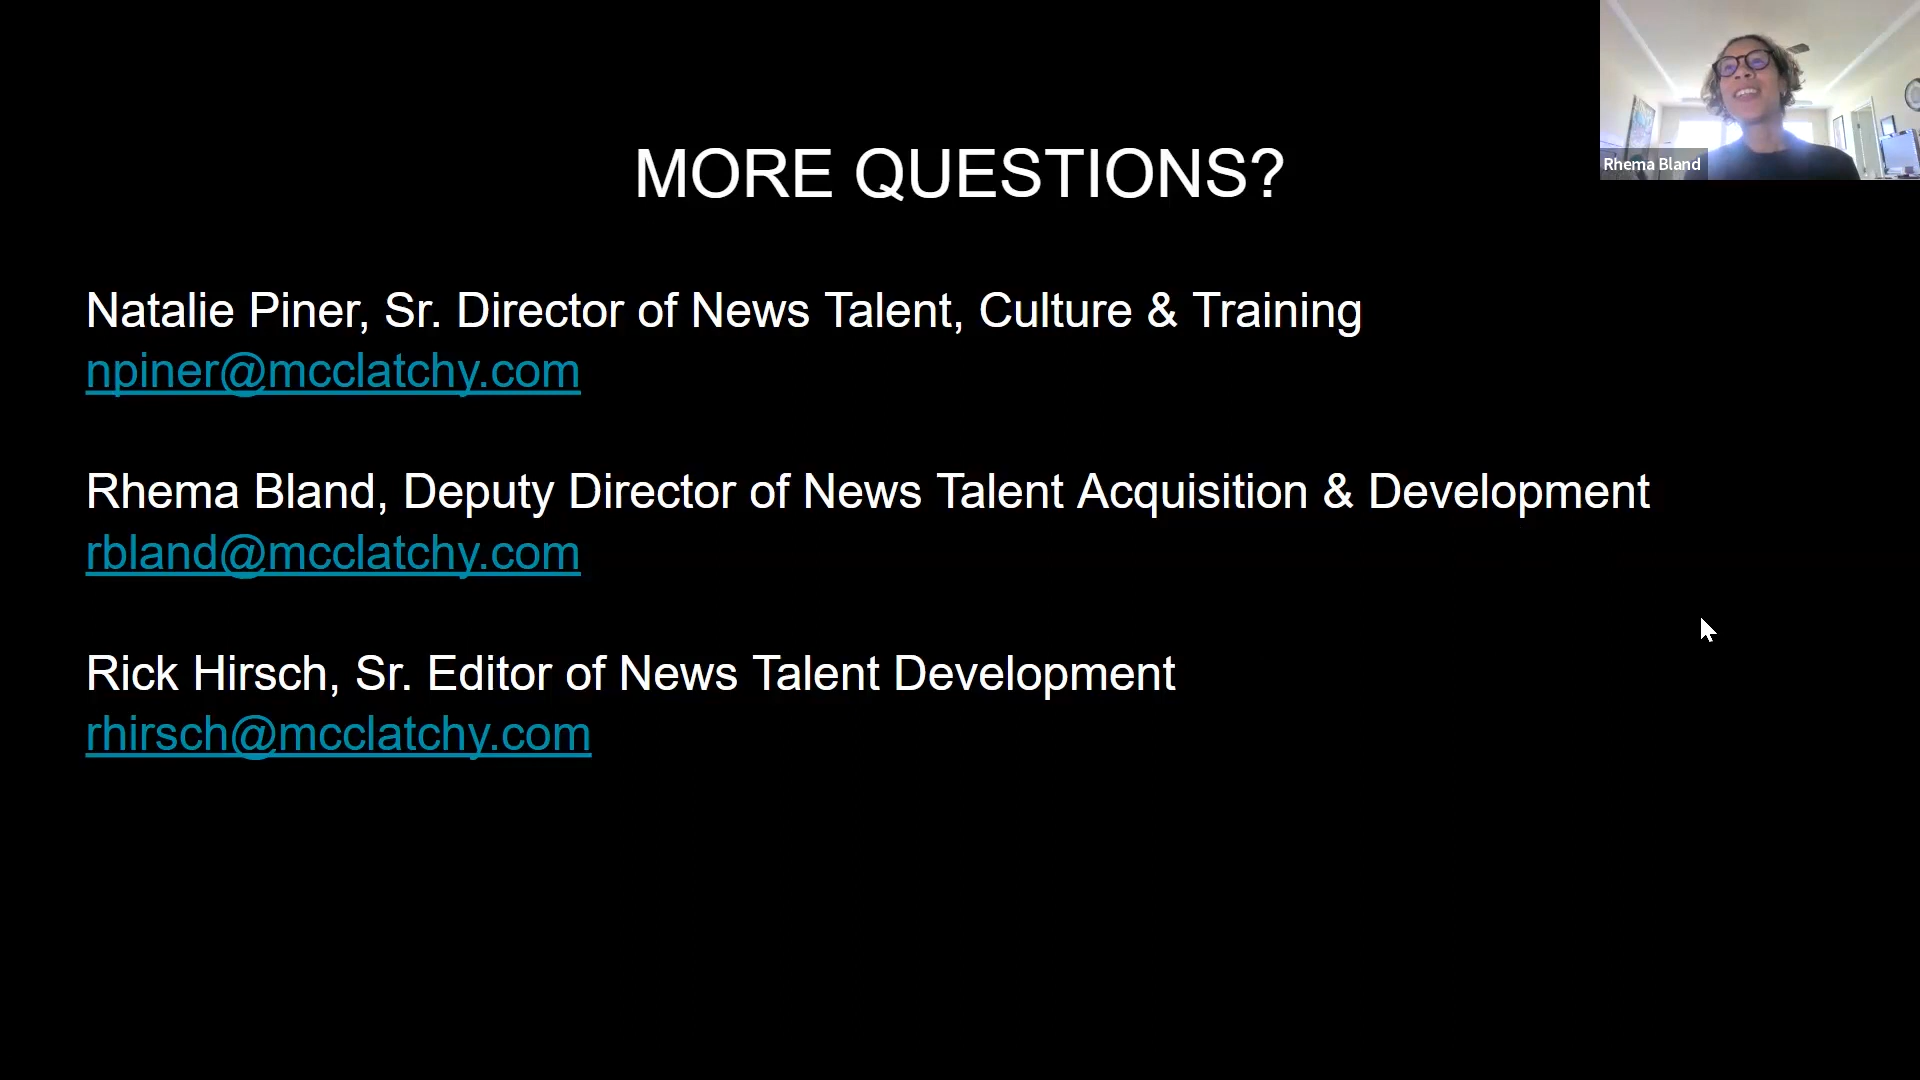 MORE QUESTIONS?
Rhema Bland
Natalie Piner, Sr. Director of News Talent, Culture & Training
npiner@mcclatchy.com
Rhema Bland, Deputy Director of News Talent Acquisition & Development
rbland@mcclatchy.com
Rick Hirsch, Sr. Editor of News Talent Development
rhirsch@mcclatchy.com